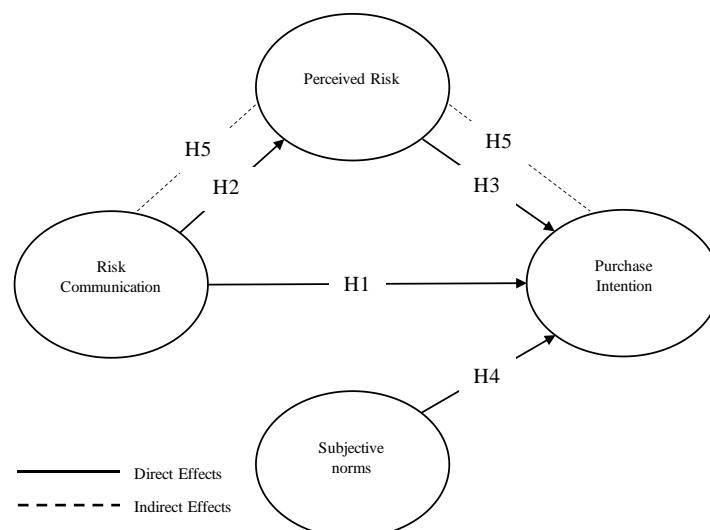 Perceived Risk
H5
H5
H2
H3
Risk
Communication
Purchase
Intention
H1
H4
Subjective
norms
Direct Effects
Indirect Effects